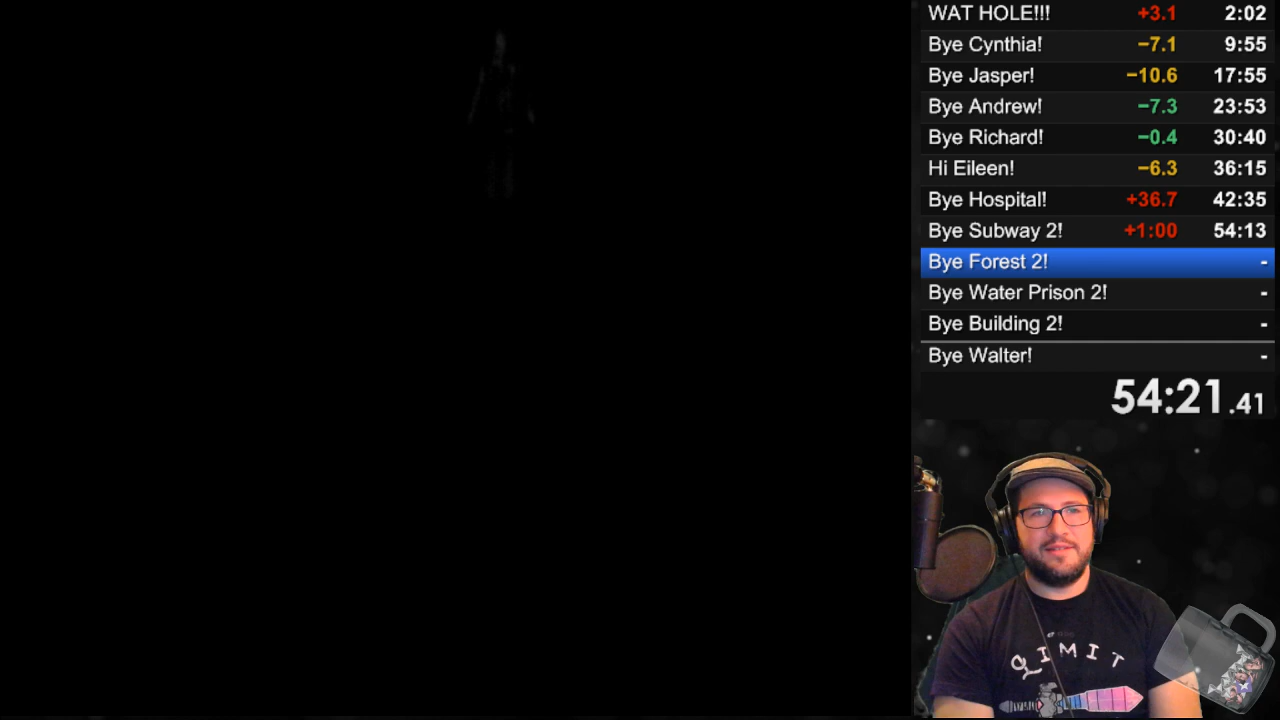 WAT HOLE!!! +3.1 2:02
Bye Cynthia! −7.1 9:55
Bye Jasper! −10.6 17:55
Bye Andrew! −7.3 23:53
Bye Richard! −0.4 30:40
Hi Eileen! −6.3 36:15
Bye Hospital! +36.7 42:35
Bye Subway 2! +1:00 54:13
Bye Forest 2! -
Bye Water Prison 2! -
Bye Building 2! -
Bye Walter! -
54:21.41
QIMIT